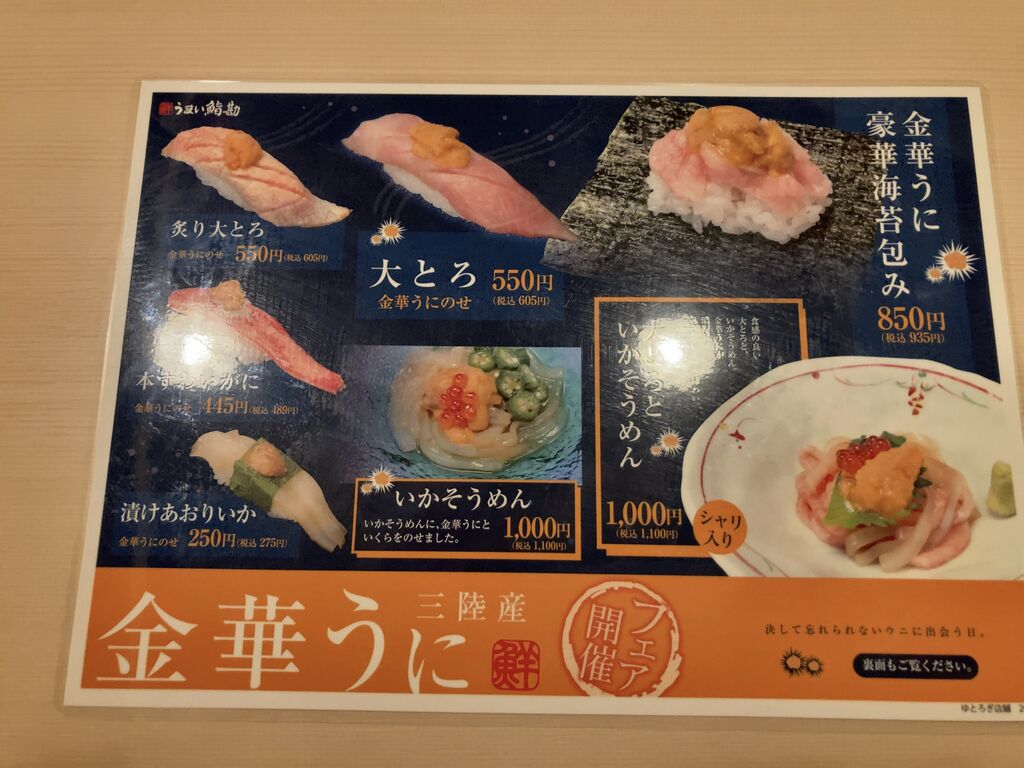 うまい鮨勘
炙り大とろ
金華うにのせ 550円(税込 605円)
大とろ
金華うにのせ
550円
(税込 605円)
金華うに
豪華海苔包み
850円
(税込 935円)
金華うにのせ 445円(税込 489円)
漬けあおりいか
金華うにのせ 250円(税込 275円)
いかそうめん
いかそうめんに、金華うにと
いくらをのせました。
1,000円
(税込 1,100円)
食感の良い
いかそうめん
1,000円
(税込 1,100円)
シャリ
入り
三陸産
金華うに
鮮
フェア
開催
決して忘れられないウニに出会う日。
裏面もご覧ください。
ゆとろぎ店舗